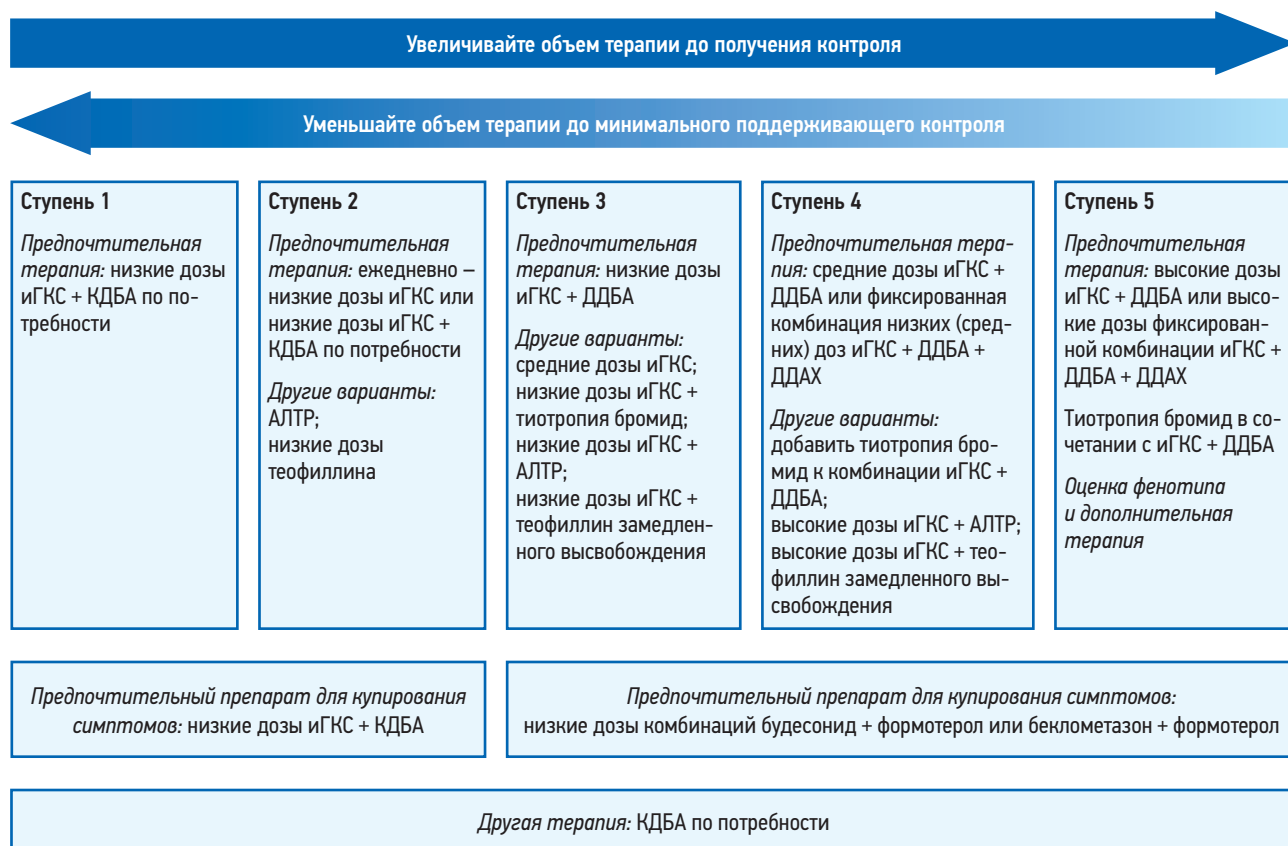 Увеличивайте объем терапии до получения контроля
Уменьшайте объем терапии до минимального поддерживающего контроля
Ступень 1
Предпочтительная
терапия: низкие дозы
иГКС + КДБА по по-
требности
Ступень 2
Предпочтительная
терапия: ежедневно –
низкие дозы иГКС или
низкие дозы иГКС +
КДБА по потребности
Другие варианты:
АЛТР;
низкие дозы
теофиллина
Ступень 3
Предпочтительная
терапия: низкие дозы
иГКС + ДДБА
Другие варианты:
средние дозы иГКС;
низкие дозы иГКС +
тиотропия бромид;
низкие дозы иГКС +
АЛТР;
низкие дозы иГКС +
теофиллин замедлен-
ного высвобождения
Ступень 4
Предпочтительная тера-
пия: средние дозы иГКС +
ДДБА или фиксированная
комбинация низких (сред-
них) доз иГКС + ДДБА +
ДДАХ
Другие варианты:
добавить тиотропия бро-
мид к комбинации иГКС +
ДДБА;
высокие дозы иГКС + АЛТР;
высокие дозы иГКС + тео-
филлин замедленного вы-
свобождения
Ступень 5
Предпочтительная
терапия: высокие дозы
иГКС + ДДБА или высо-
кие дозы фиксирован-
ной комбинации иГКС +
ДДБА + ДДАХ
Тиотропия бромид в со-
четании с иГКС + ДДБА
Оценка фенотипа
и дополнительная
терапия
Предпочтительный препарат для купирования
симптомов: низкие дозы иГКС + КДБА
Предпочтительный препарат для купирования симптомов:
низкие дозы комбинаций будесонид + формотерол или беклометазон + формотерол
Другая терапия: КДБА по потребности